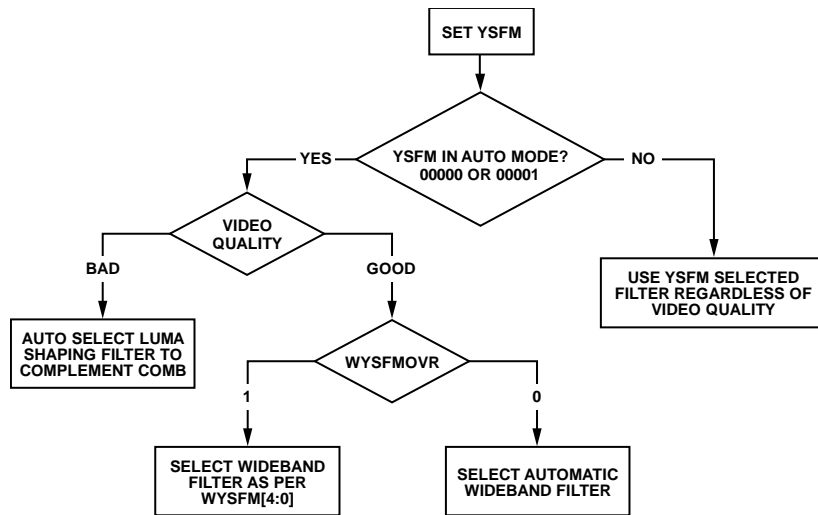 SET YSFM
YSFM IN AUTO MODE?
00000 OR 00001
YES
NO
VIDEO
QUALITY
BAD
GOOD
USE YSFM SELECTED
FILTER REGARDLESS OF
VIDEO QUALITY
AUTO SELECT LUMA
SHAPING FILTER TO
COMPLEMENT COMB
WYSFMOVR
1
0
SELECT WIDEBAND
FILTER AS PER
WYSFM[4:0]
SELECT AUTOMATIC
WIDEBAND FILTER